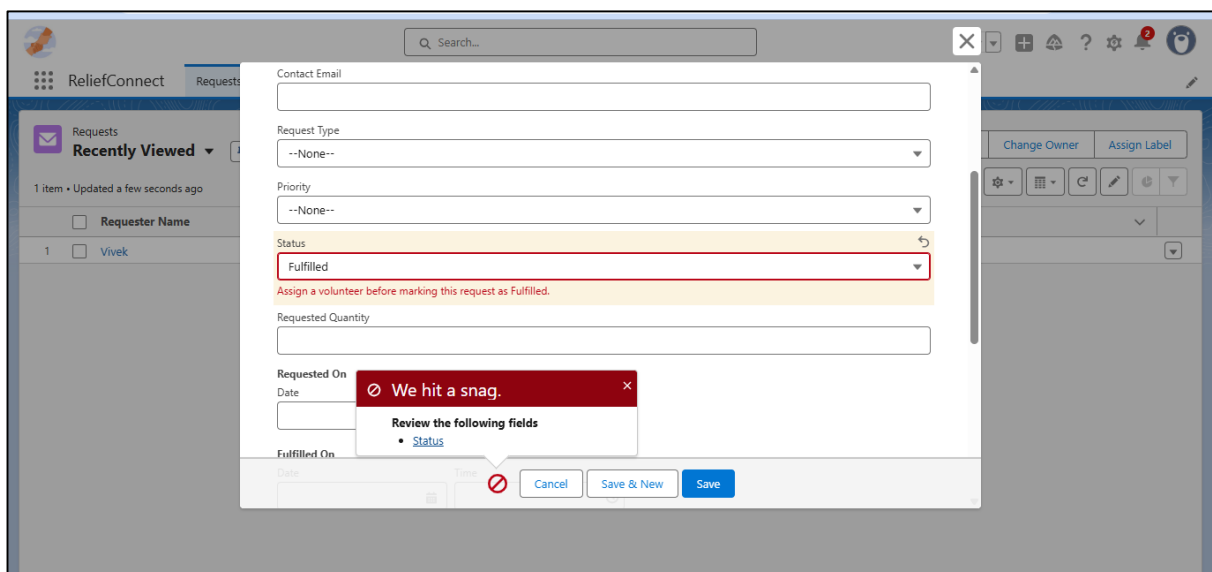 Search...
2
ReliefConnect
Requests
Contact Email
Request Type
--None--
Priority
--None--
Status
Fulfilled
Assign a volunteer before marking this request as Fulfilled.
Requested Quantity
Requested On
Date
Fulfilled On
Date
Time
We hit a snag.
Review the following fields
• Status
Cancel
Save & New
Save
Requests
Recently Viewed
Change Owner
Assign Label
1 item • Updated a few seconds ago
Requester Name
1
Vivek